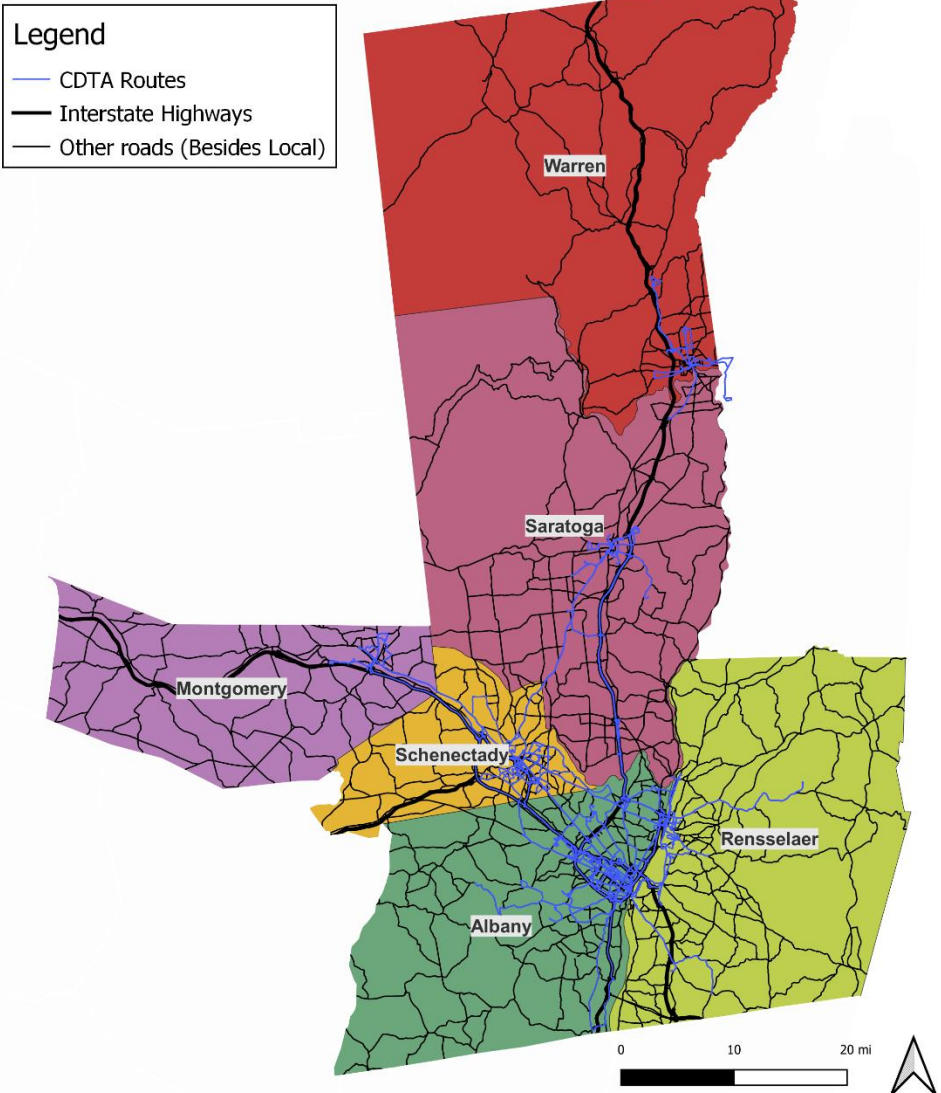 Legend
CDTA Routes
Interstate Highways
Other roads (Besides Local)
Warren
Saratoga
Montgomery
Schenectady
Rensselaer
Albany
0 10 20 mi